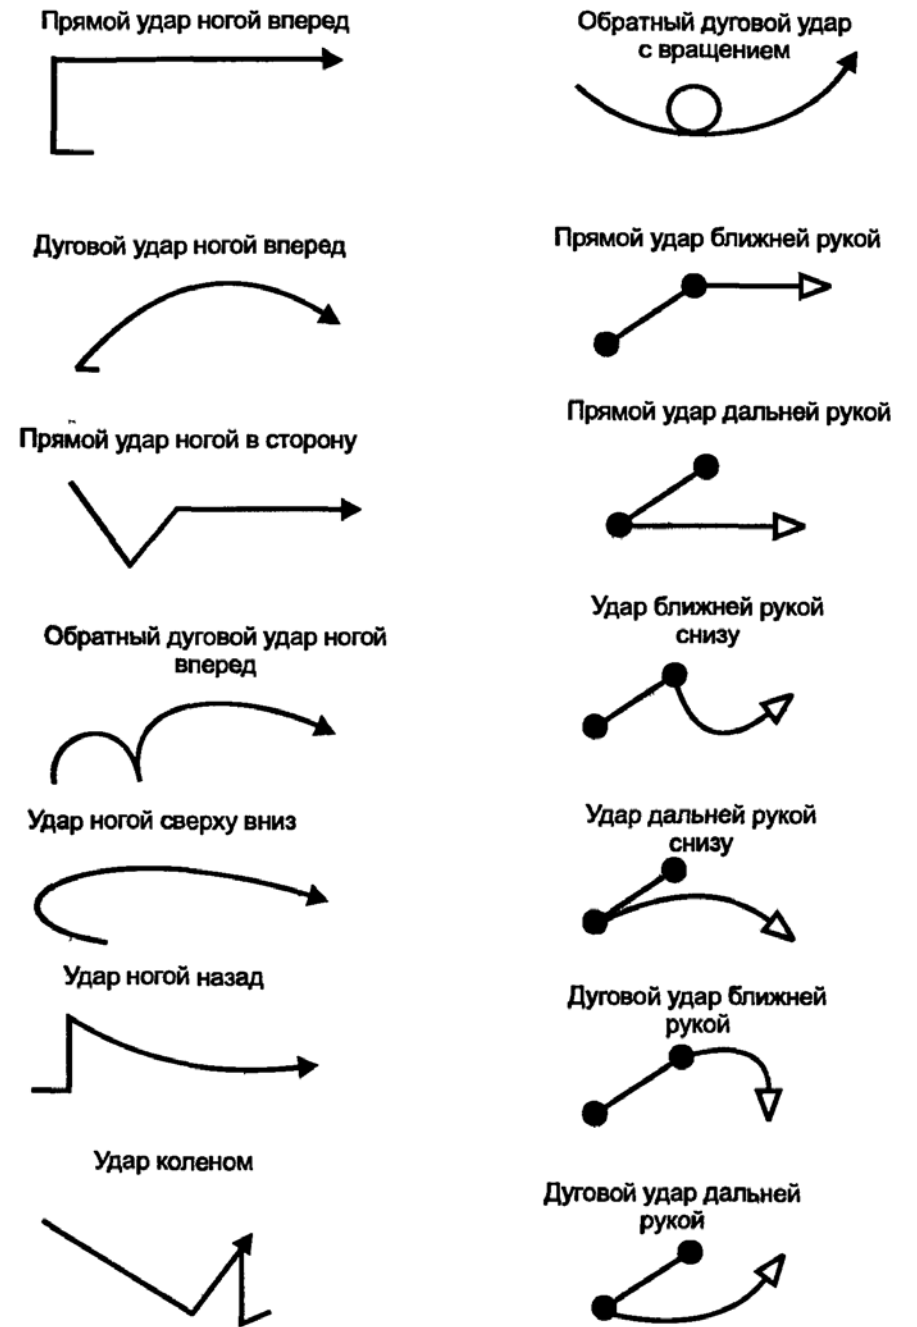 Прямой удар ногой вперед
Дуговой удар ногой вперед
Прямой удар ногой в сторону
Обратный дуговой удар ногой
вперед
Удар ногой сверху вниз
Удар ногой назад
Удар коленом
Обратный дуговой удар
с вращением
Прямой удар ближней рукой
Прямой удар дальней рукой
Удар ближней рукой
снизу
Удар дальней рукой
снизу
Дуговой удар ближней
рукой
Дуговой удар дальней
рукой